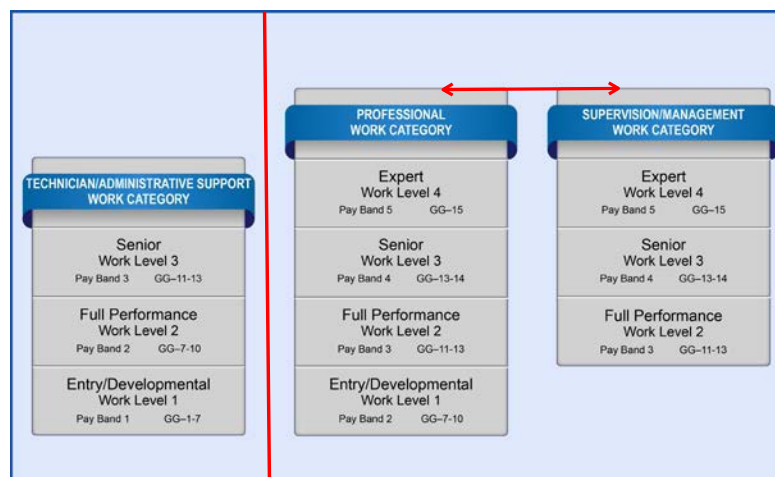 TECHNICIAN/ADMINISTRATIVE SUPPORT
WORK CATEGORY
Senior
Work Level 3
Pay Band 3 GG–11-13
Full Performance
Work Level 2
Pay Band 2 GG–7-10
Entry/Developmental
Work Level 1
Pay Band 1 GG–1-7
PROFESSIONAL
WORK CATEGORY
Expert
Work Level 4
Pay Band 5 GG–15
Senior
Work Level 3
Pay Band 4 GG–13-14
Full Performance
Work Level 2
Pay Band 3 GG–11-13
Entry/Developmental
Work Level 1
Pay Band 2 GG–7-10
SUPERVISION/MANAGEMENT
WORK CATEGORY
Expert
Work Level 4
Pay Band 5 GG–15
Senior
Work Level 3
Pay Band 4 GG–13-14
Full Performance
Work Level 2
Pay Band 3 GG–11-13